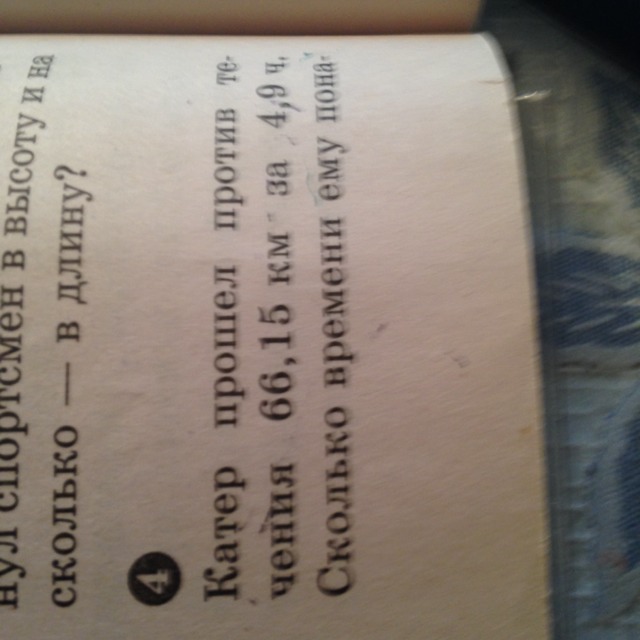 нул спортсмен в высоту и на
сколько — в длину?
4
Катер прошел против те-
чения 66,15 км за 4,9 ч.
Сколько времени ему пона-